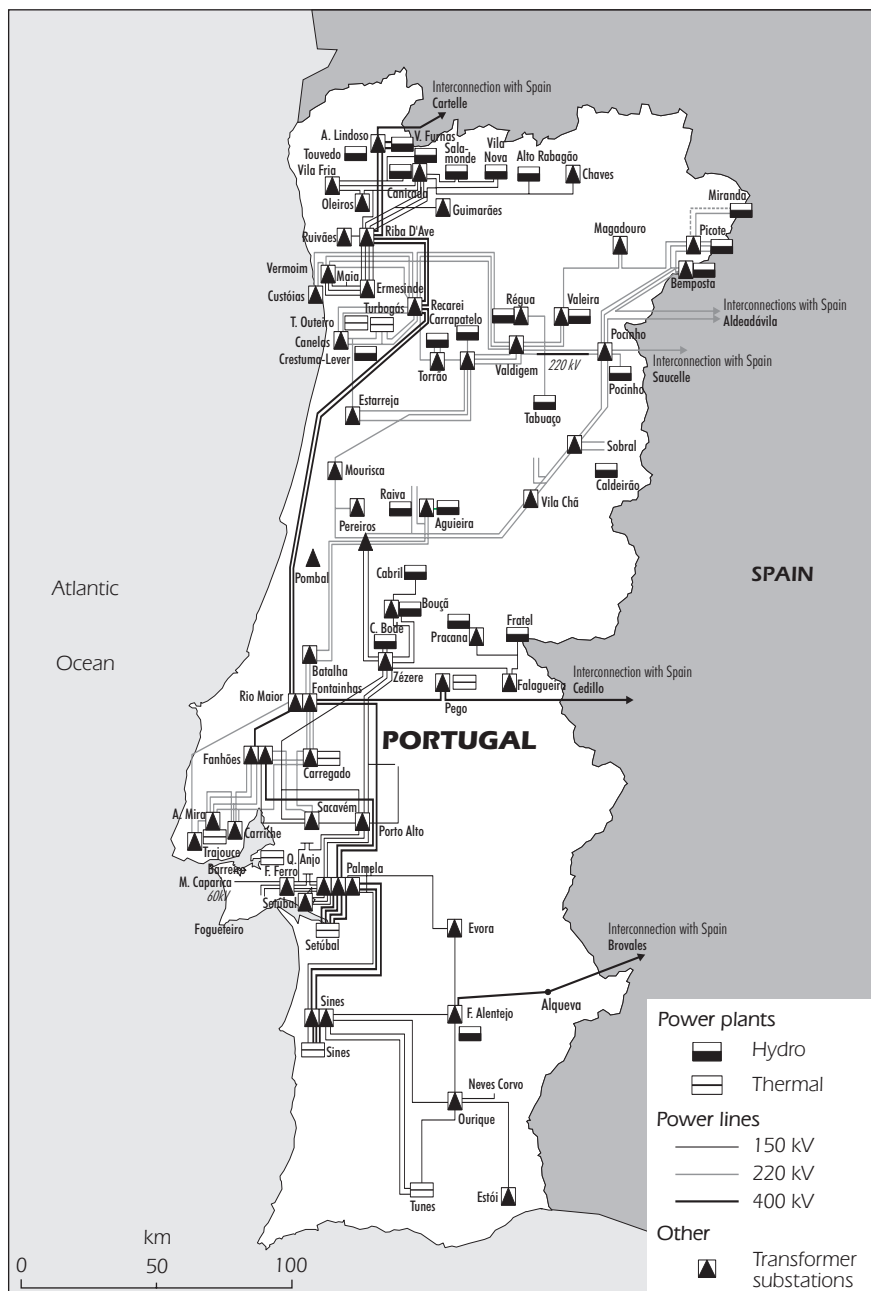 Interconnection with Spain
Cartelle
A. Lindoso
V. Furnas
Touvedo
Sala-
monde
Vila
Nova
Alto Rabagão
Chaves
Vila Fria
Caniçada
Oleiros
Guimarães
Miranda
Magadouro
Picote
Ruivães
Riba D'Ave
Bemposta
Vermoim
Maia
Ermesinde
Custóias
Turbogás
Recarei
Régua
Valeira
Interconnections with Spain
Aldeadávila
T. Outeiro
Carrapatelo
Canelas
Pocinho
Crestuma-Lever
Torrão
Valdigem
220 kV
Interconnection with Spain
Saucelle
Pocinho
Estarreja
Tabuaço
Sobral
Mourisca
Caldeirão
Raiva
Vila Chã
Pereiros
Aguieira
Pombal
Cabril
SPAIN
Atlantic
Ocean
Bouçã
C. Bode
Pracana
Fratel
Batalha
Zézere
Falagueira
Interconnection with Spain
Cedillo
Rio Maior
Fontainhas
Pego
PORTUGAL
Fanhões
Carregado
A. Mira
Sacavém
Porto Alto
Carriche
Trajouce
Barreiro
Q. Anjo
F. Ferro
Palmela
M. Caparica
60kV
Setúbal
Fogueteiro
Setúbal
Evora
Interconnection with Spain
Brovales
Sines
F. Alentejo
Alqueva
Sines
Neves Corvo
Ourique
Tunes
Estói
Power plants
Hydro
Thermal
Power lines
150 kV
220 kV
400 kV
Other
Transformer
substations
km
0 50 100